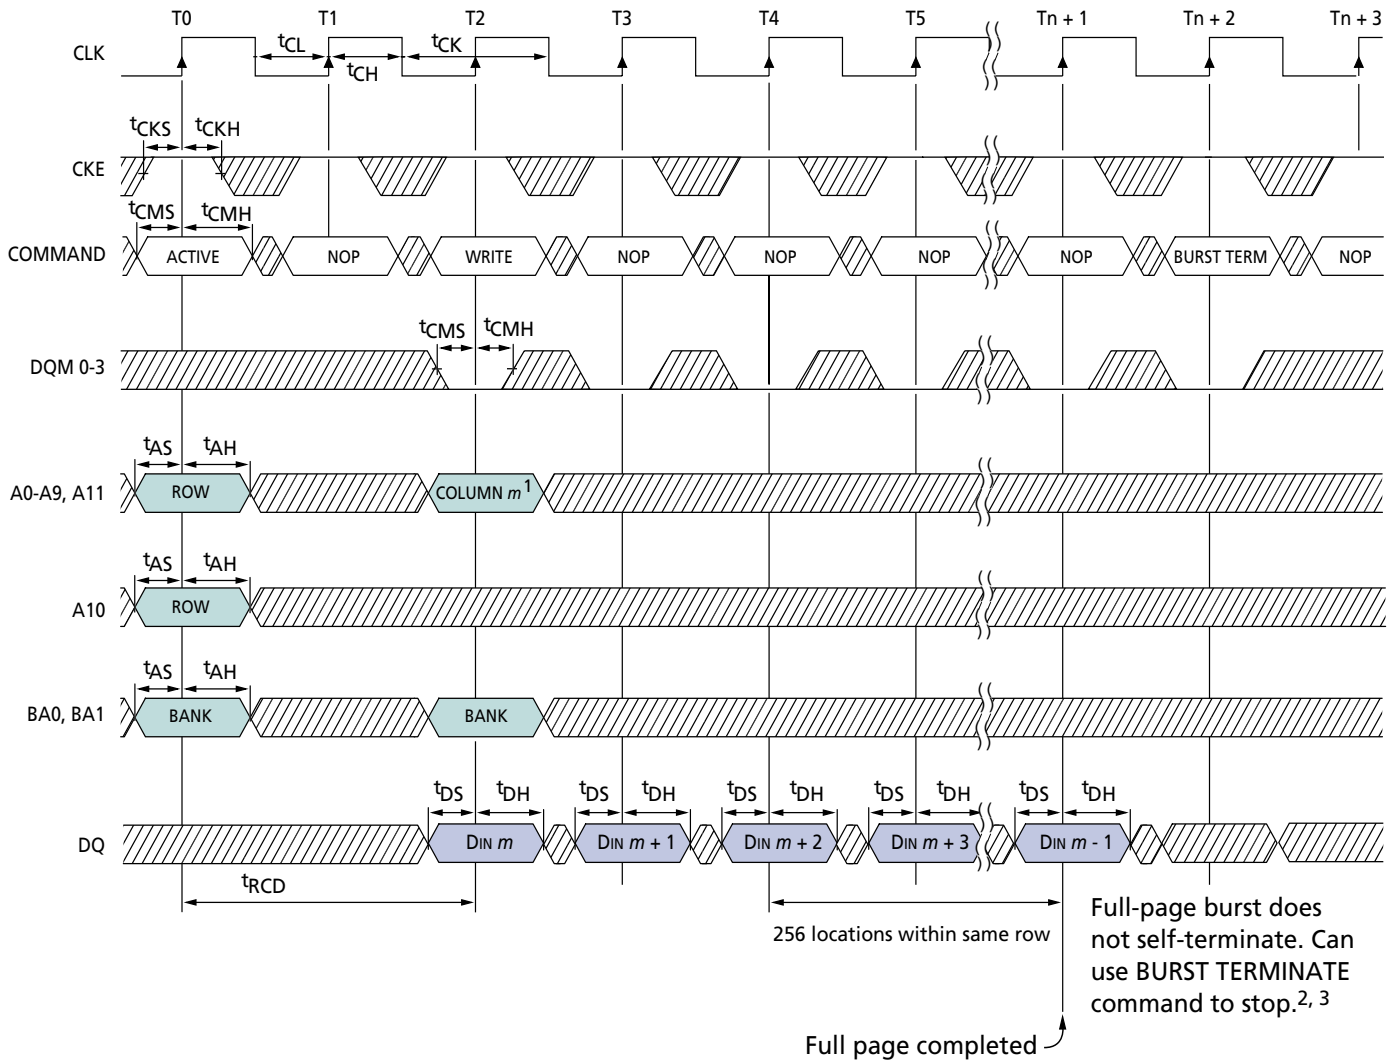 T0 T1 T2 T3 T4 T5 Tn + 1 Tn + 2 Tn + 3
CLK
tCL tCK
tCH
tCKS tCKH
CKE
tCMS tCMH
COMMAND ACTIVE NOP WRITE NOP NOP NOP NOP BURST TERM NOP
tCMS tCMH
DQM 0-3
tAS tAH
A0-A9, A11 ROW COLUMN m1
tAS tAH
A10 ROW
tAS tAH
BA0, BA1 BANK BANK
tDS tDH tDS tDH tDS tDH tDS tDH tDS tDH
DQ DIN m DIN m + 1 DIN m + 2 DIN m + 3 DIN m - 1
tRCD
256 locations within same row
Full-page burst does
not self-terminate. Can
use BURST TERMINATE
command to stop.2, 3
Full page completed